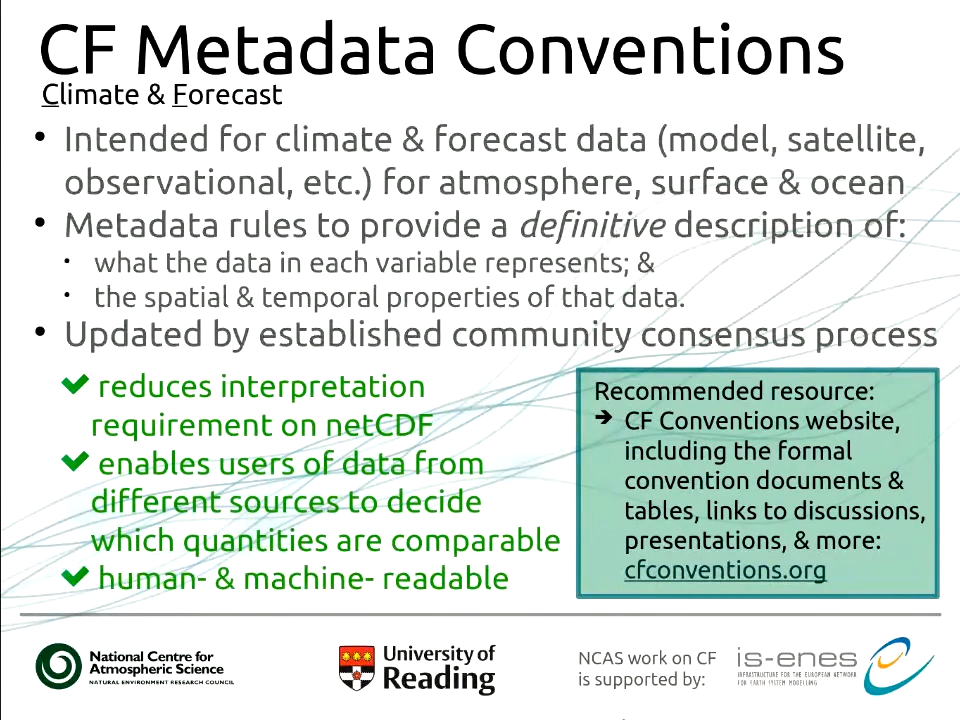 CF Metadata Conventions
Climate & Forecast
• Intended for climate & forecast data (model, satellite,
observational, etc.) for atmosphere, surface & ocean
• Metadata rules to provide a definitive description of:
• what the data in each variable represents; &
• the spatial & temporal properties of that data.
• Updated by established community consensus process
✔ reduces interpretation
requirement on netCDF
✔ enables users of data from
different sources to decide
which quantities are comparable
✔ human- & machine- readable
Recommended resource:
➔ CF Conventions website,
including the formal
convention documents &
tables, links to discussions,
presentations, & more:
cfconventions.org
National Centre for
Atmospheric Science
NATURAL ENVIRONMENT RESEARCH COUNCIL
University of
Reading
NCAS work on CF
is supported by:
is-enes
INFRASTRUCTURE FOR THE EUROPEAN NETWORK
FOR EARTH SYSTEM MODELLING